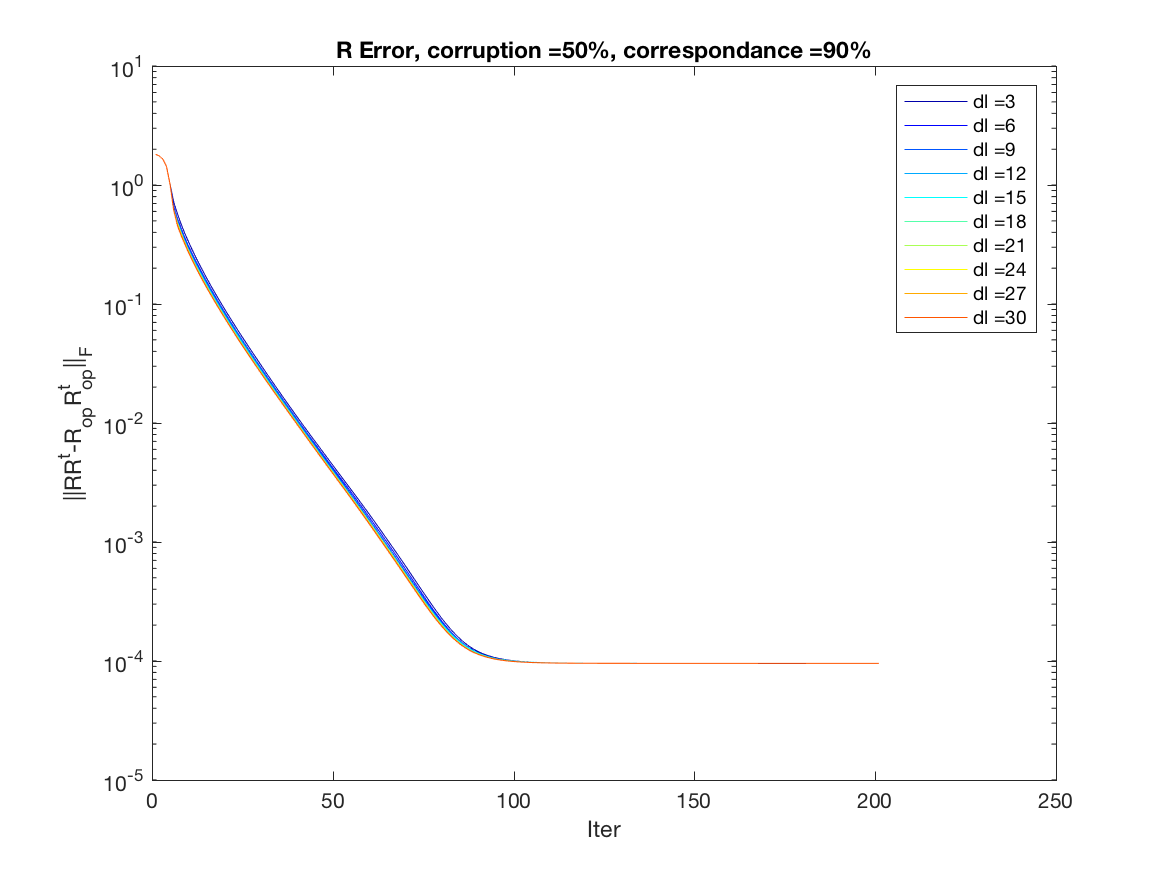 R Error, corruption =50%, correspondance =90%
10^1
10^0
10^-1
10^-2
10^-3
10^-4
10^-5
||RR^t-R_op R^t_op||_F
dl =3
dl =6
dl =9
dl =12
dl =15
dl =18
dl =21
dl =24
dl =27
dl =30
0 50 100 150 200 250
Iter